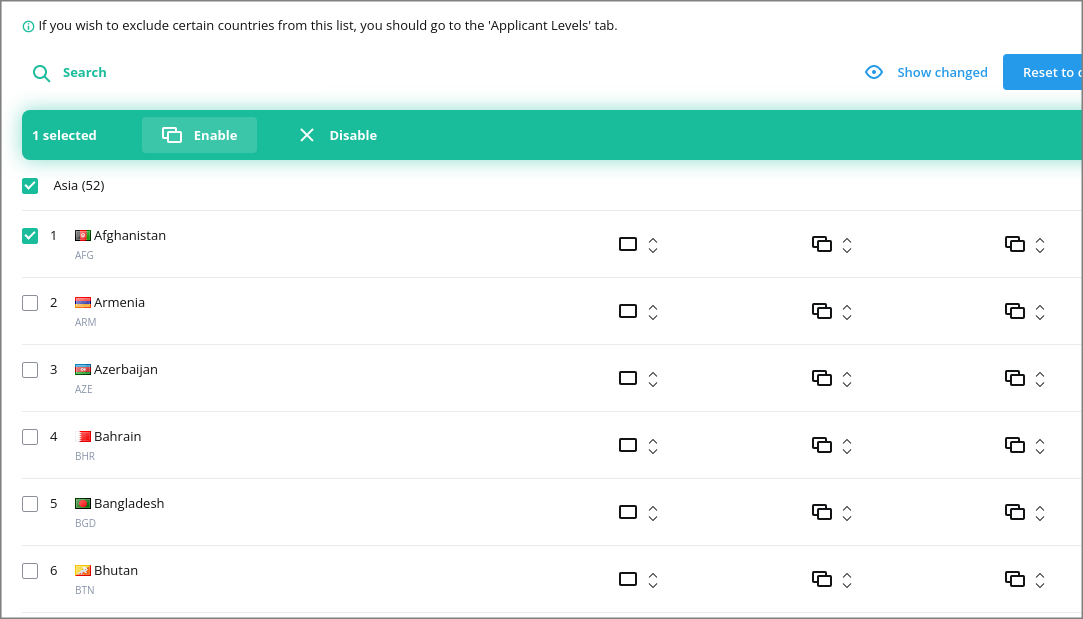 If you wish to exclude certain countries from this list, you should go to the 'Applicant Levels' tab.
Search
Show changed
Reset to
1 selected
Enable
Disable
Asia (52)
1 Afghanistan
AFG
2 Armenia
ARM
3 Azerbaijan
AZE
4 Bahrain
BHR
5 Bangladesh
BGD
6 Bhutan
BTN